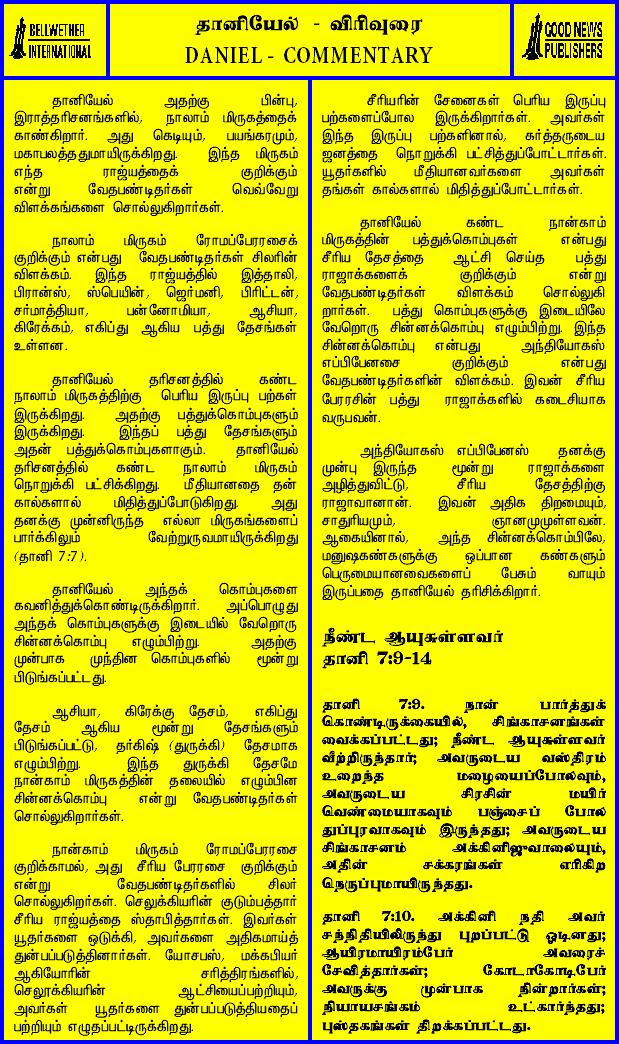 BELLWETHER
INTERNATIONAL
தானியேல் - விரிவுரை
DANIEL - COMMENTARY
GOOD NEWS
PUBLISHERS
தானியேல் அதற்கு பின்பு,
இராத்தரிசனங்களில், நாலாம் மிருகத்தைக்
காண்கிறார். அது கெடியும், பயங்கரமும்,
மகாபலத்ததுமாயிருக்கிறது. இந்த மிருகம்
எந்த ராஜ்யத்தைக் குறிக்கும்
என்று வேதபண்டிதர்கள் வெவ்வேறு
விளக்கங்களை சொல்லுகிறார்கள்.
நாலாம் மிருகம் ரோமப்பேரரசைக்
குறிக்கும் என்பது வேதபண்டிதர்கள் சிலரின்
விளக்கம். இந்த ராஜ்யத்தில் இத்தாலி,
பிரான்ஸ், ஸ்பெயின், ஜெர்மனி, பிரிட்டன்,
சர்மாத்தியா, பன்னோமியா, ஆசியா,
கிரேக்கம், எகிப்து ஆகிய பத்து தேசங்கள்
உள்ளன.
தானியேல் தரிசனத்தில் கண்ட
நாலாம் மிருகத்திற்கு பெரிய இருப்பு பற்கள்
இருக்கிறது. அதற்கு பத்துக்கொம்புகளும்
இருக்கிறது. இந்தப் பத்து தேசங்களும்
அதன் பத்துக்கொம்புகளாகும். தானியேல்
தரிசனத்தில் கண்ட நாலாம் மிருகம்
நொறுக்கி பட்சிக்கிறது. மீதியானதை தன்
கால்களால் மிதித்துப்போடுகிறது. அது
தனக்கு முன்னிருந்த எல்லா மிருகங்களைப்
பார்க்கிலும் வேற்றுருவமாயிருக்கிறது
(தானி 7:7).
தானியேல் அந்தக் கொம்புகளை
கவனித்துக்கொண்டிருக்கிறார். அப்பொழுது
அந்தக் கொம்புகளுக்கு இடையில் வேறொரு
சின்னக்கொம்பு எழும்பிற்று. அதற்கு
முன்பாக முந்தின கொம்புகளில் மூன்று
பிடுங்கப்பட்டது.
ஆசியா, கிரேக்கு தேசம், எகிப்து
தேசம் ஆகிய மூன்று தேசங்களும்
பிடுங்கப்பட்டு, தர்கிஷ் (துருக்கி) தேசமாக
எழும்பிற்று. இந்த துருக்கி தேசமே
நான்காம் மிருகத்தின் தலையில் எழும்பின
சின்னக்கொம்பு என்று வேதபண்டிதர்கள்
சொல்லுகிறார்கள்.
நான்காம் மிருகம் ரோமப்பேரரசை
குறிக்காமல், அது சீரிய பேரரசை குறிக்கும்
என்று வேதபண்டிதர்களில் சிலர்
சொல்லுகிறார்கள். செலுக்கியரின் குடும்பத்தார்
சீரிய ராஜ்யத்தை ஸ்தாபித்தார்கள். இவர்கள்
யூதர்களை ஒடுக்கி, அவர்களை அதிகமாய்த்
துன்பப்படுத்தினார்கள். யோசபஸ், மக்கபியர்
ஆகியோரின் சரித்திரங்களில்,
செலூக்கியரின் ஆட்சியைப்பற்றியும்,
அவர்கள் யூதர்களை துன்பப்படுத்தியதைப்
பற்றியும் எழுதப்பட்டிருக்கிறது.
சீரியரின் சேனைகள் பெரிய இருப்பு
பற்களைப்போல இருக்கிறார்கள். அவர்கள்
இந்த இருப்பு பற்களினால், கர்த்தருடைய
ஜனத்தை நொறுக்கி பட்சித்துப்போட்டார்கள்.
யூதர்களில் மீதியானவர்களை அவர்கள்
தங்கள் கால்களால் மிதித்துப்போட்டார்கள்.
தானியேல் கண்ட நான்காம்
மிருகத்தின் பத்துக்கொம்புகள் என்பது
சீரிய தேசத்தை ஆட்சி செய்த பத்து
ராஜாக்களைக் குறிக்கும் என்று
வேதபண்டிதர்கள் விளக்கம் சொல்லுகி
றார்கள். பத்து கொம்புகளுக்கு இடையிலே
வேறொரு சின்னக்கொம்பு எழும்பிற்று. இந்த
சின்னக்கொம்பு என்பது அந்தியோகஸ்
எப்பிபேனசை குறிக்கும் என்பது
வேதபண்டிதர்களின் விளக்கம். இவன் சீரிய
பேரரசின் பத்து ராஜாக்களில் கடைசியாக
வருபவன்.
அந்தியோகஸ் எப்பிபேனஸ் தனக்கு
முன்பு இருந்த மூன்று ராஜாக்களை
அழித்துவிட்டு, சீரிய தேசத்திற்கு
ராஜாவானான். இவன் அதிக திறமையும்,
சாதுரியமும், ஞானமுமுள்ளவன்.
ஆகையினால், அந்த சின்னக்கொம்பிலே,
மனுஷகண்களுக்கு ஒப்பான கண்களும்
பெருமையானவைகளைப் பேசும் வாயும்
இருப்பதை தானியேல் தரிசிக்கிறார்.
நீண்ட ஆயுசுள்ளவர்
தானி 7:9-14
தானி 7:9. நான் பார்த்துக்
கொண்டிருக்கையில், சிங்காசனங்கள்
வைக்கப்பட்டது; நீண்ட ஆயுசுள்ளவர்
வீற்றிருந்தார்; அவருடைய வஸ்திரம்
உறைந்த மழையைப்போலவும்,
அவருடைய சிரசின் மயிர்
வெண்மையாகவும் பஞ்சைப் போல
துப்புரவாகவும் இருந்தது; அவருடைய
சிங்காசனம் அக்கினிஜுவாலையும்,
அதின் சக்கரங்கள் எரிகிற
நெருப்புமாயிருந்தது.
தானி 7:10. அக்கினி நதி அவர்
சந்நிதியிலிருந்து புறப்பட்டு ஓடினது;
ஆயிரமாயிரம்பேர் அவரைச்
சேவித்தார்கள்; கோடாகோடிபேர்
அவருக்கு முன்பாக நின்றார்கள்;
நியாயசங்கம் உட்கார்ந்தது;
புஸ்தகங்கள் திறக்கப்பட்டது.